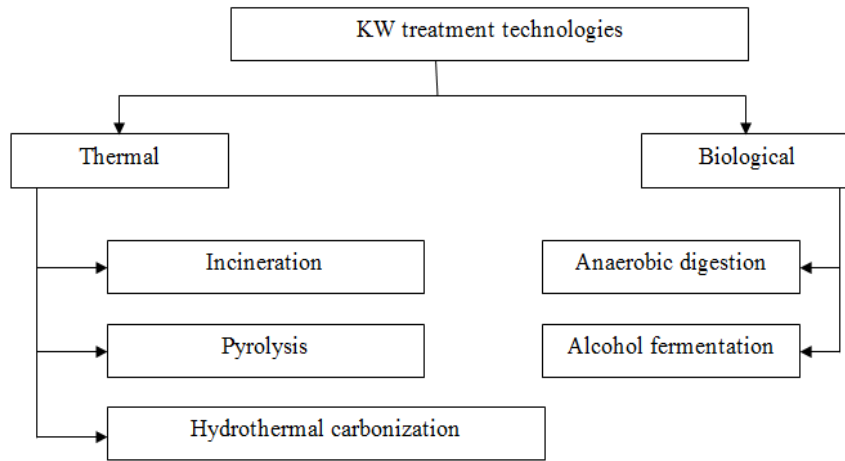 KW treatment technologies
Thermal
Biological
Incineration
Anaerobic digestion
Pyrolysis
Alcohol fermentation
Hydrothermal carbonization